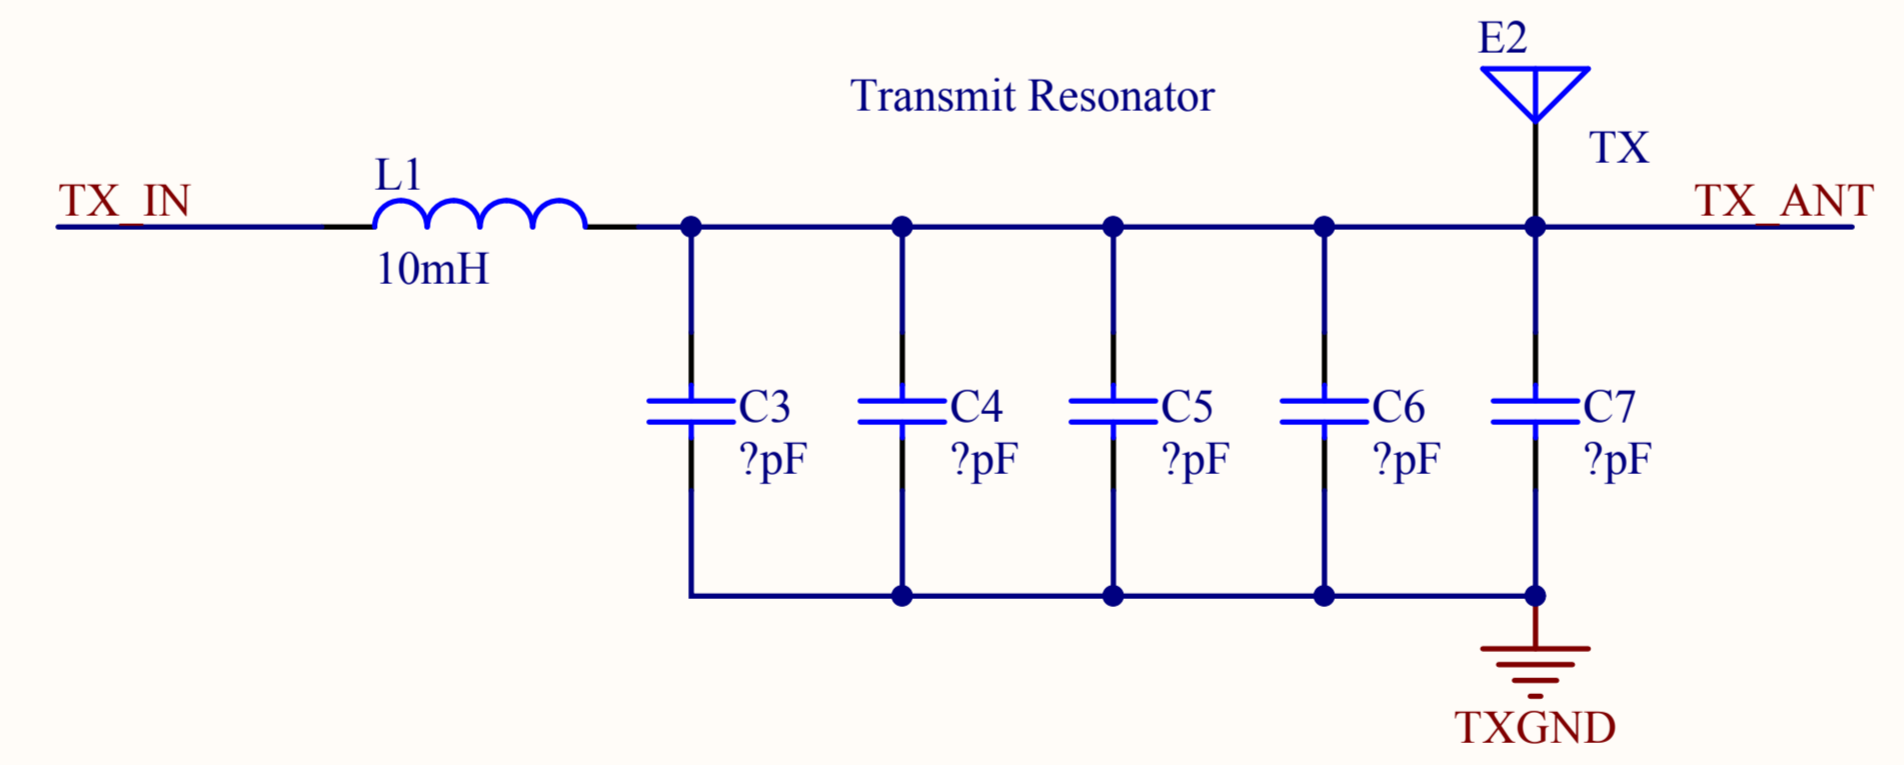 E2
Transmit Resonator
TX
TX_IN
L1
10mH
TX_ANT
C3
?pF
C4
?pF
C5
?pF
C6
?pF
C7
?pF
TXGND